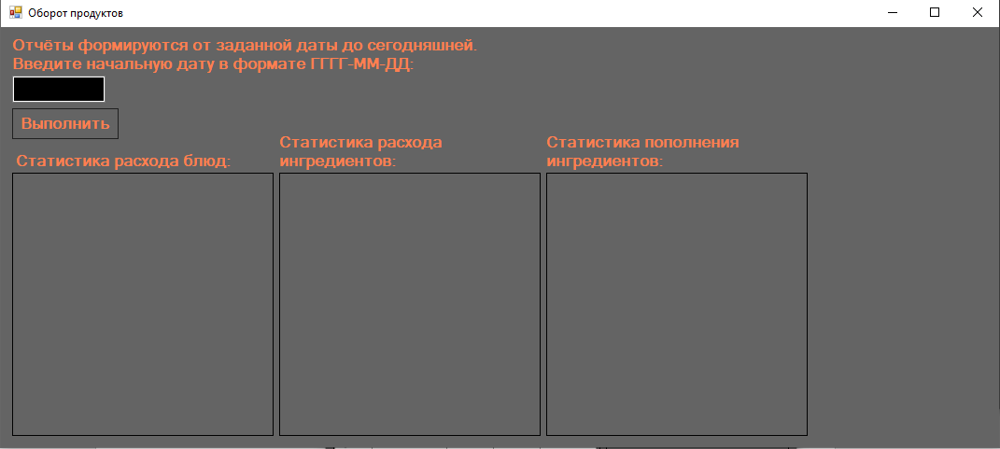 Оборот продуктов
Отчёты формируются от заданной даты до сегодняшней.
Введите начальную дату в формате ГГГГ-ММ-ДД:
Выполнить
Статистика расхода блюд:
Статистика расхода
ингредиентов:
Статистика пополнения
ингредиентов: